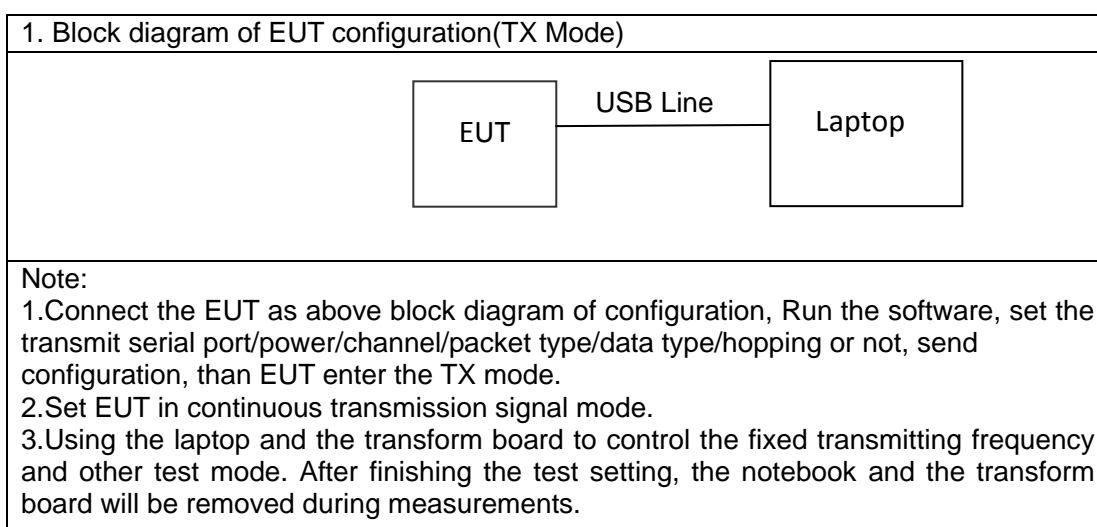 1. Block diagram of EUT configuration(TX Mode)
EUT
USB Line
Laptop
Note:
1.Connect the EUT as above block diagram of configuration, Run the software, set the
transmit serial port/power/channel/packet type/data type/hopping or not, send
configuration, than EUT enter the TX mode.
2.Set EUT in continuous transmission signal mode.
3.Using the laptop and the transform board to control the fixed transmitting frequency
and other test mode. After finishing the test setting, the notebook and the transform
board will be removed during measurements.